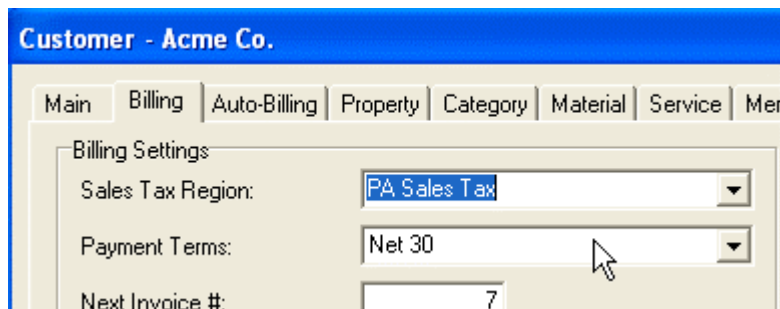 Customer - Acme Co.
Main Billing Auto-Billing Property Category Material Service
Billing Settings
Sales Tax Region: PA Sales Tax
Payment Terms: Net 30
Next Invoice #: 7